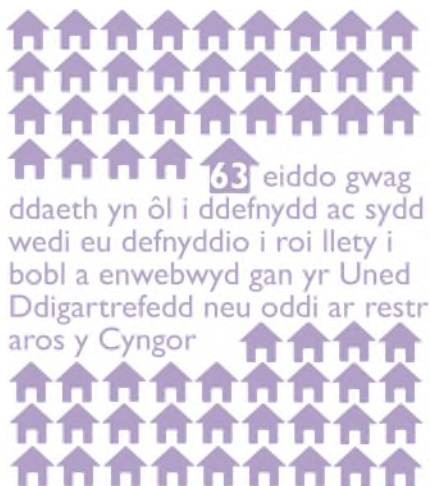 63 eiddo gwag
ddaeth yn ôl i ddefnydd ac sydd
wedi eu defnyddio i roi llety i
bobl a enwebwyd gan yr Uned
Ddigartrefedd neu oddi ar restr
aros y Cyngor